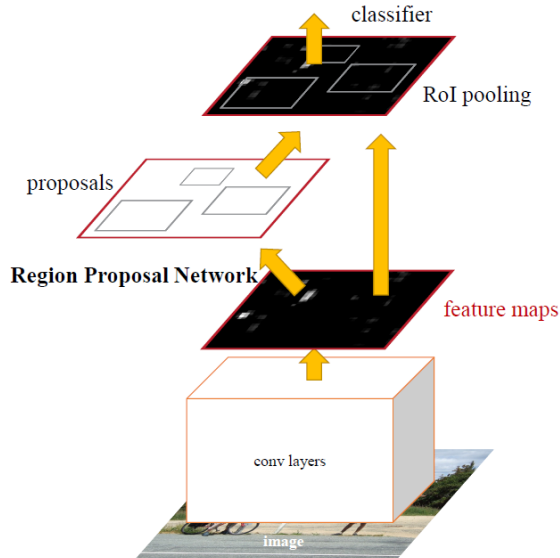 classifier
RoI pooling
proposals
Region Proposal Network
feature maps
conv layers
image